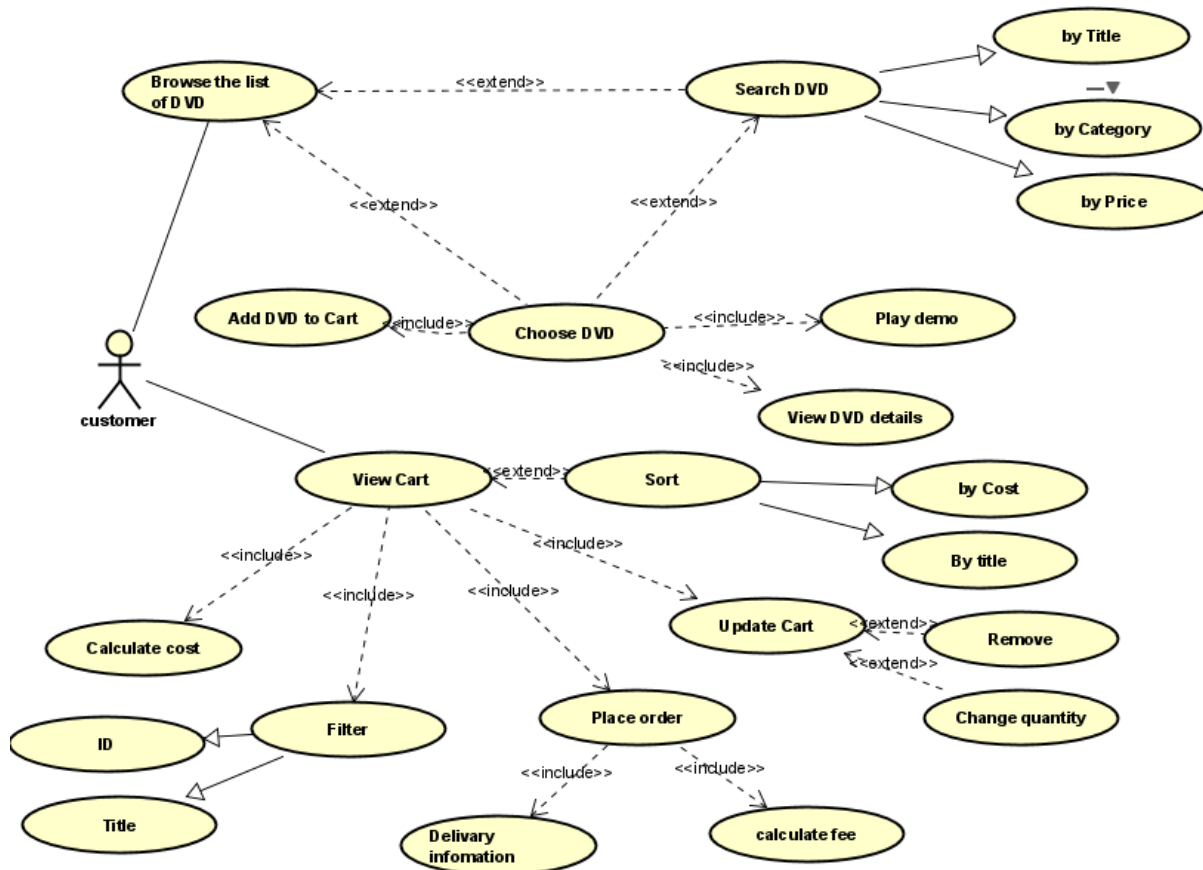 by Title
Browse the list
of DVD
<<extend>>
Search DVD
by Category
by Price
<<extend>>
<<extend>>
Add DVD to Cart
<<include>>
Choose DVD
<<include>>
Play demo
<<include>>
View DVD details
customer
View Cart
<<extend>>
Sort
by Cost
By title
<<include>>
<<include>>
<<include>>
<<include>>
Calculate cost
Update Cart
<<extend>>
Remove
<<extend>>
Change quantity
ID
Filter
Place order
Title
<<include>>
<<include>>
Delivary
infomation
calculate fee